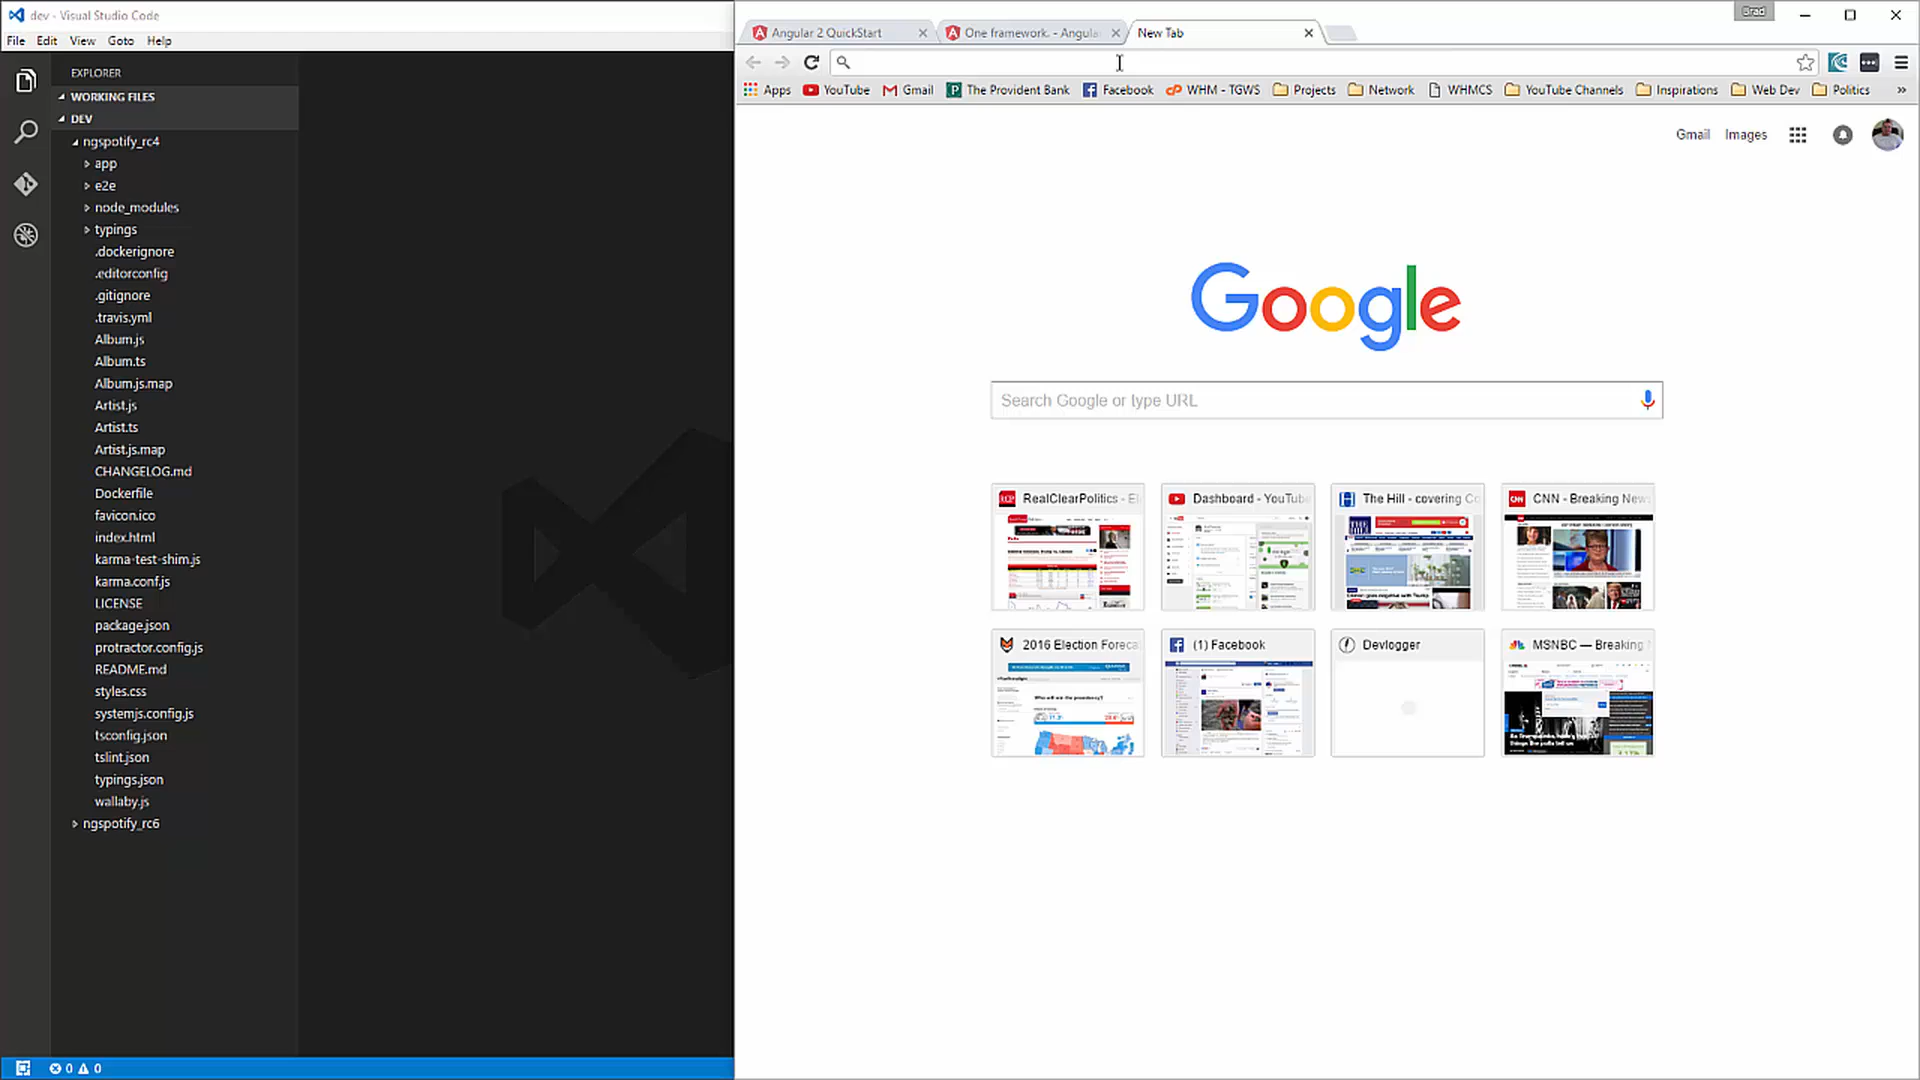 dev - Visual Studio Code
File Edit View Goto Help
EXPLORER
WORKING FILES
DEV
ngspotify_rc4
app
e2e
node_modules
typings
.dockerignore
.editorconfig
.gitignore
.travis.yml
Album.js
Album.ts
Album.js.map
Artist.js
Artist.ts
Artist.js.map
CHANGELOG.md
Dockerfile
favicon.ico
index.html
karma-test-shim.js
karma.conf.js
LICENSE
package.json
protractor.config.js
README.md
styles.css
systemjs.config.js
tsconfig.json
tslint.json
typings.json
wallaby.js
ngspotify_rc6
0 0
Brad
Angular 2 QuickStart
One framework. - Angula
New Tab
Apps YouTube Gmail The Provident Bank Facebook WHM - TGWS Projects Network WHMCS YouTube Channels Inspirations Web Dev Politics »
Gmail Images
Google
Search Google or type URL
RealClearPolitics - El
Dashboard - YouTube
The Hill - covering Co
CNN - Breaking News
2016 Election Foreca
(1) Facebook
Devlogger
MSNBC — Breaking